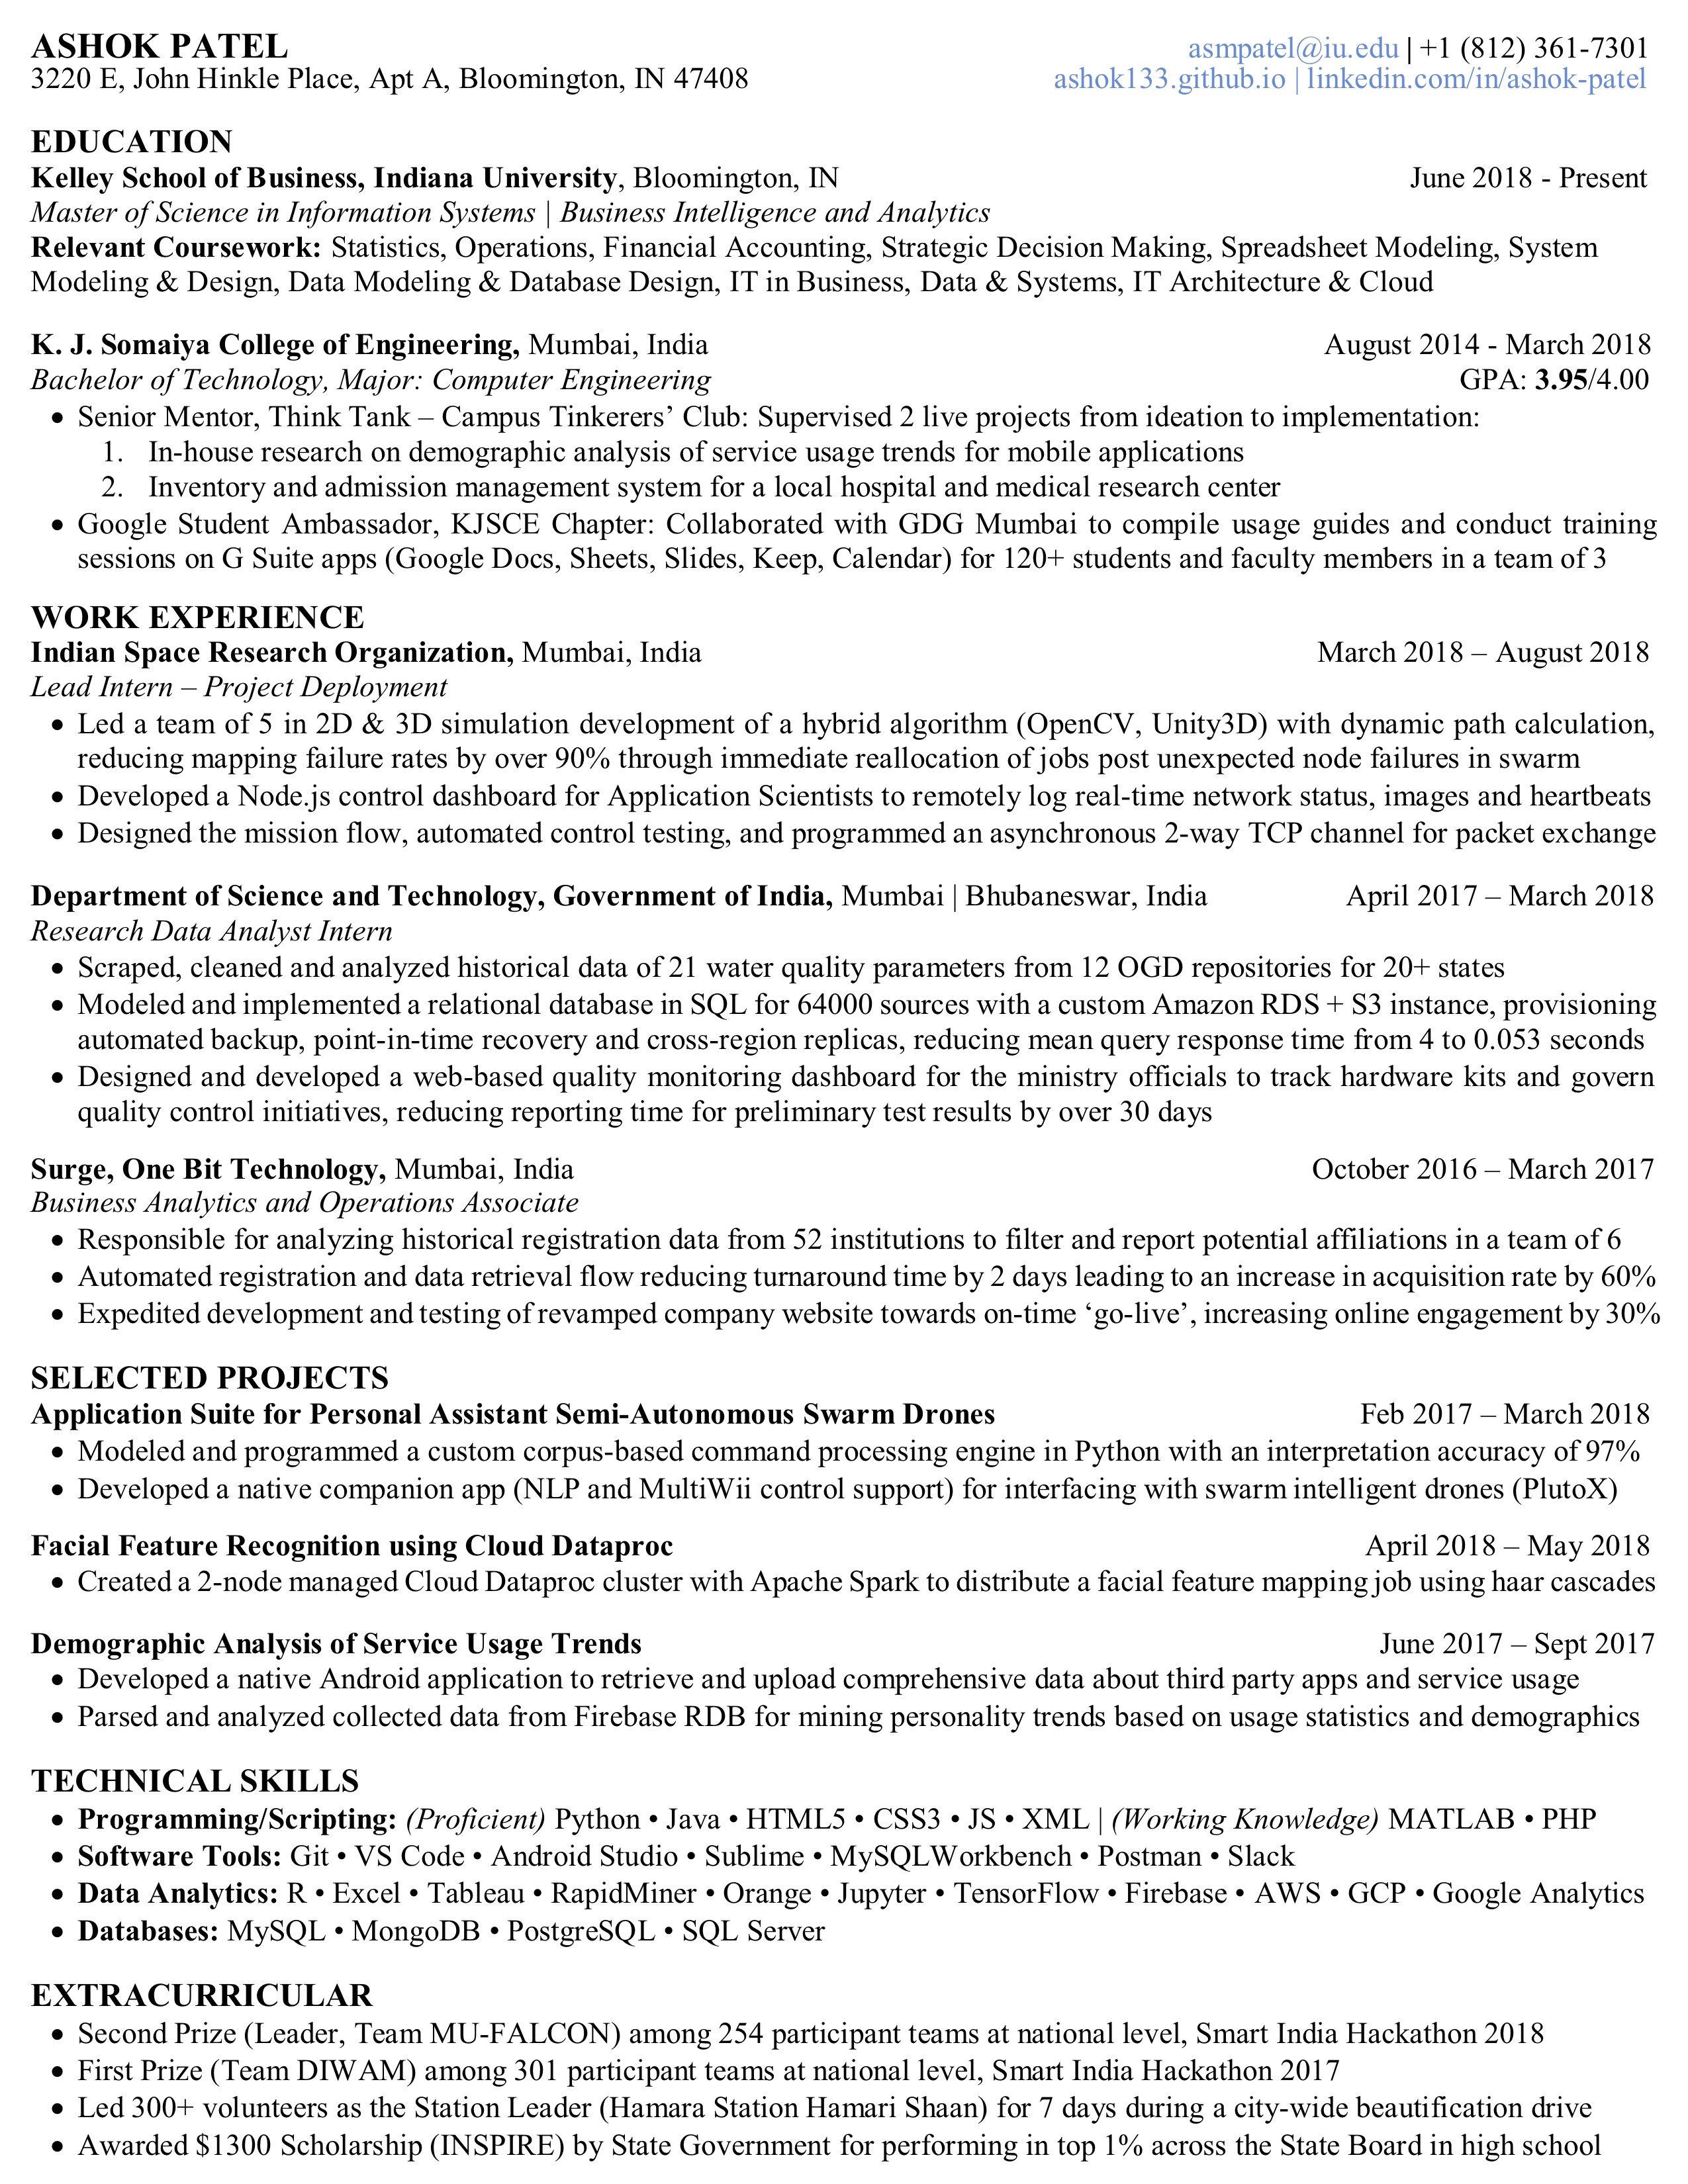 ASHOK PATEL asmpatel@iu.edu | +1 (812) 361-7301
3220 E, John Hinkle Place, Apt A, Bloomington, IN 47408 ashok133.github.io | linkedin.com/in/ashok-patel
EDUCATION
Kelley School of Business, Indiana University, Bloomington, IN June 2018 - Present
Master of Science in Information Systems | Business Intelligence and Analytics
Relevant Coursework: Statistics, Operations, Financial Accounting, Strategic Decision Making, Spreadsheet Modeling, System
Modeling & Design, Data Modeling & Database Design, IT in Business, Data & Systems, IT Architecture & Cloud
K. J. Somaiya College of Engineering, Mumbai, India August 2014 - March 2018
Bachelor of Technology, Major: Computer Engineering GPA: 3.95/4.00
• Senior Mentor, Think Tank – Campus Tinkerers’ Club: Supervised 2 live projects from ideation to implementation:
1. In-house research on demographic analysis of service usage trends for mobile applications
2. Inventory and admission management system for a local hospital and medical research center
• Google Student Ambassador, KJSCE Chapter: Collaborated with GDG Mumbai to compile usage guides and conduct training
sessions on G Suite apps (Google Docs, Sheets, Slides, Keep, Calendar) for 120+ students and faculty members in a team of 3
WORK EXPERIENCE
Indian Space Research Organization, Mumbai, India March 2018 – August 2018
Lead Intern – Project Deployment
• Led a team of 5 in 2D & 3D simulation development of a hybrid algorithm (OpenCV, Unity3D) with dynamic path calculation,
reducing mapping failure rates by over 90% through immediate reallocation of jobs post unexpected node failures in swarm
• Developed a Node.js control dashboard for Application Scientists to remotely log real-time network status, images and heartbeats
• Designed the mission flow, automated control testing, and programmed an asynchronous 2-way TCP channel for packet exchange
Department of Science and Technology, Government of India, Mumbai | Bhubaneswar, India April 2017 – March 2018
Research Data Analyst Intern
• Scraped, cleaned and analyzed historical data of 21 water quality parameters from 12 OGD repositories for 20+ states
• Modeled and implemented a relational database in SQL for 64000 sources with a custom Amazon RDS + S3 instance, provisioning
automated backup, point-in-time recovery and cross-region replicas, reducing mean query response time from 4 to 0.053 seconds
• Designed and developed a web-based quality monitoring dashboard for the ministry officials to track hardware kits and govern
quality control initiatives, reducing reporting time for preliminary test results by over 30 days
Surge, One Bit Technology, Mumbai, India October 2016 – March 2017
Business Analytics and Operations Associate
• Responsible for analyzing historical registration data from 52 institutions to filter and report potential affiliations in a team of 6
• Automated registration and data retrieval flow reducing turnaround time by 2 days leading to an increase in acquisition rate by 60%
• Expedited development and testing of revamped company website towards on-time ‘go-live’, increasing online engagement by 30%
SELECTED PROJECTS
Application Suite for Personal Assistant Semi-Autonomous Swarm Drones Feb 2017 – March 2018
• Modeled and programmed a custom corpus-based command processing engine in Python with an interpretation accuracy of 97%
• Developed a native companion app (NLP and MultiWii control support) for interfacing with swarm intelligent drones (PlutoX)
Facial Feature Recognition using Cloud Dataproc April 2018 – May 2018
• Created a 2-node managed Cloud Dataproc cluster with Apache Spark to distribute a facial feature mapping job using haar cascades
Demographic Analysis of Service Usage Trends June 2017 – Sept 2017
• Developed a native Android application to retrieve and upload comprehensive data about third party apps and service usage
• Parsed and analyzed collected data from Firebase RDB for mining personality trends based on usage statistics and demographics
TECHNICAL SKILLS
• Programming/Scripting: (Proficient) Python • Java • HTML5 • CSS3 • JS • XML | (Working Knowledge) MATLAB • PHP
• Software Tools: Git • VS Code • Android Studio • Sublime • MySQLWorkbench • Postman • Slack
• Data Analytics: R • Excel • Tableau • RapidMiner • Orange • Jupyter • TensorFlow • Firebase • AWS • GCP • Google Analytics
• Databases: MySQL • MongoDB • PostgreSQL • SQL Server
EXTRACURRICULAR
• Second Prize (Leader, Team MU-FALCON) among 254 participant teams at national level, Smart India Hackathon 2018
• First Prize (Team DIWAM) among 301 participant teams at national level, Smart India Hackathon 2017
• Led 300+ volunteers as the Station Leader (Hamara Station Hamari Shaan) for 7 days during a city-wide beautification drive
• Awarded $1300 Scholarship (INSPIRE) by State Government for performing in top 1% across the State Board in high school